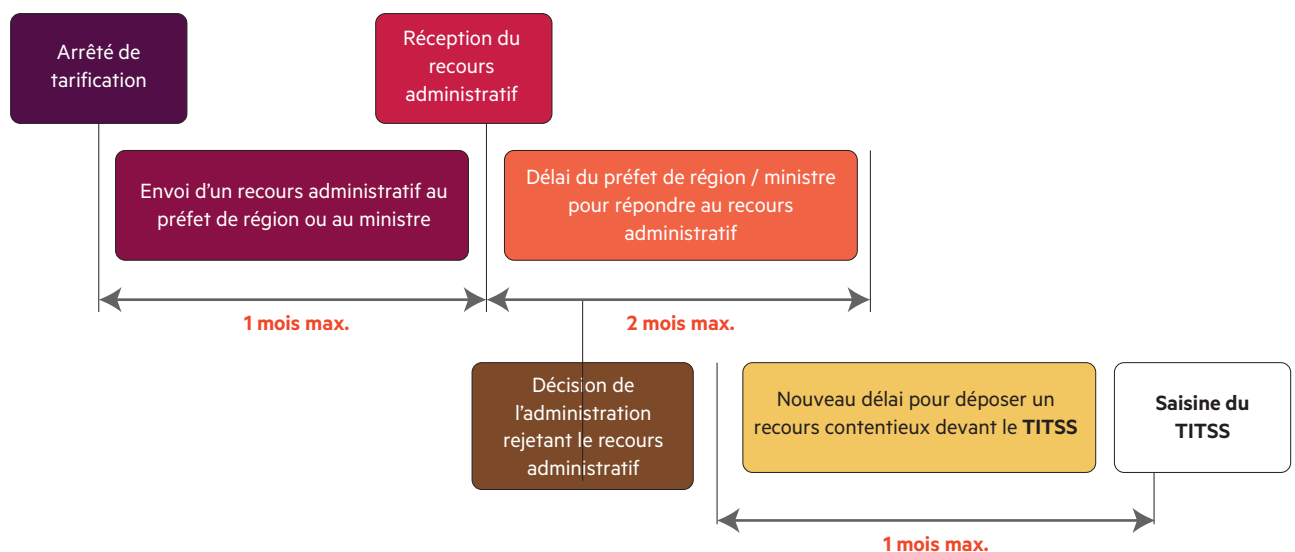 Arrêté de
tarification
Réception du
recours
administratif
Envoi d'un recours administratif au
préfet de région ou au ministre
Délai du préfet de région / ministre
pour répondre au recours
administratif
1 mois max.
2 mois max.
Décision de
l'administration
rejetant le recours
administratif
Nouveau délai pour déposer un
recours contentieux devant le TITSS
Saisine du
TITSS
1 mois max.